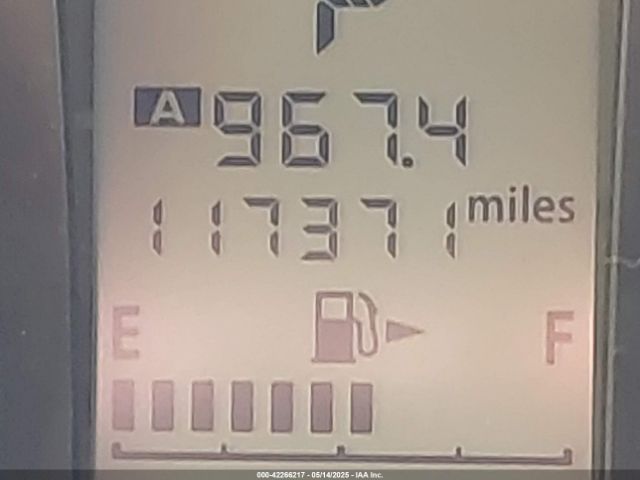 A 967.4
117371 miles
E F
000-42266217 - 05/14/2025 - IAA Inc.